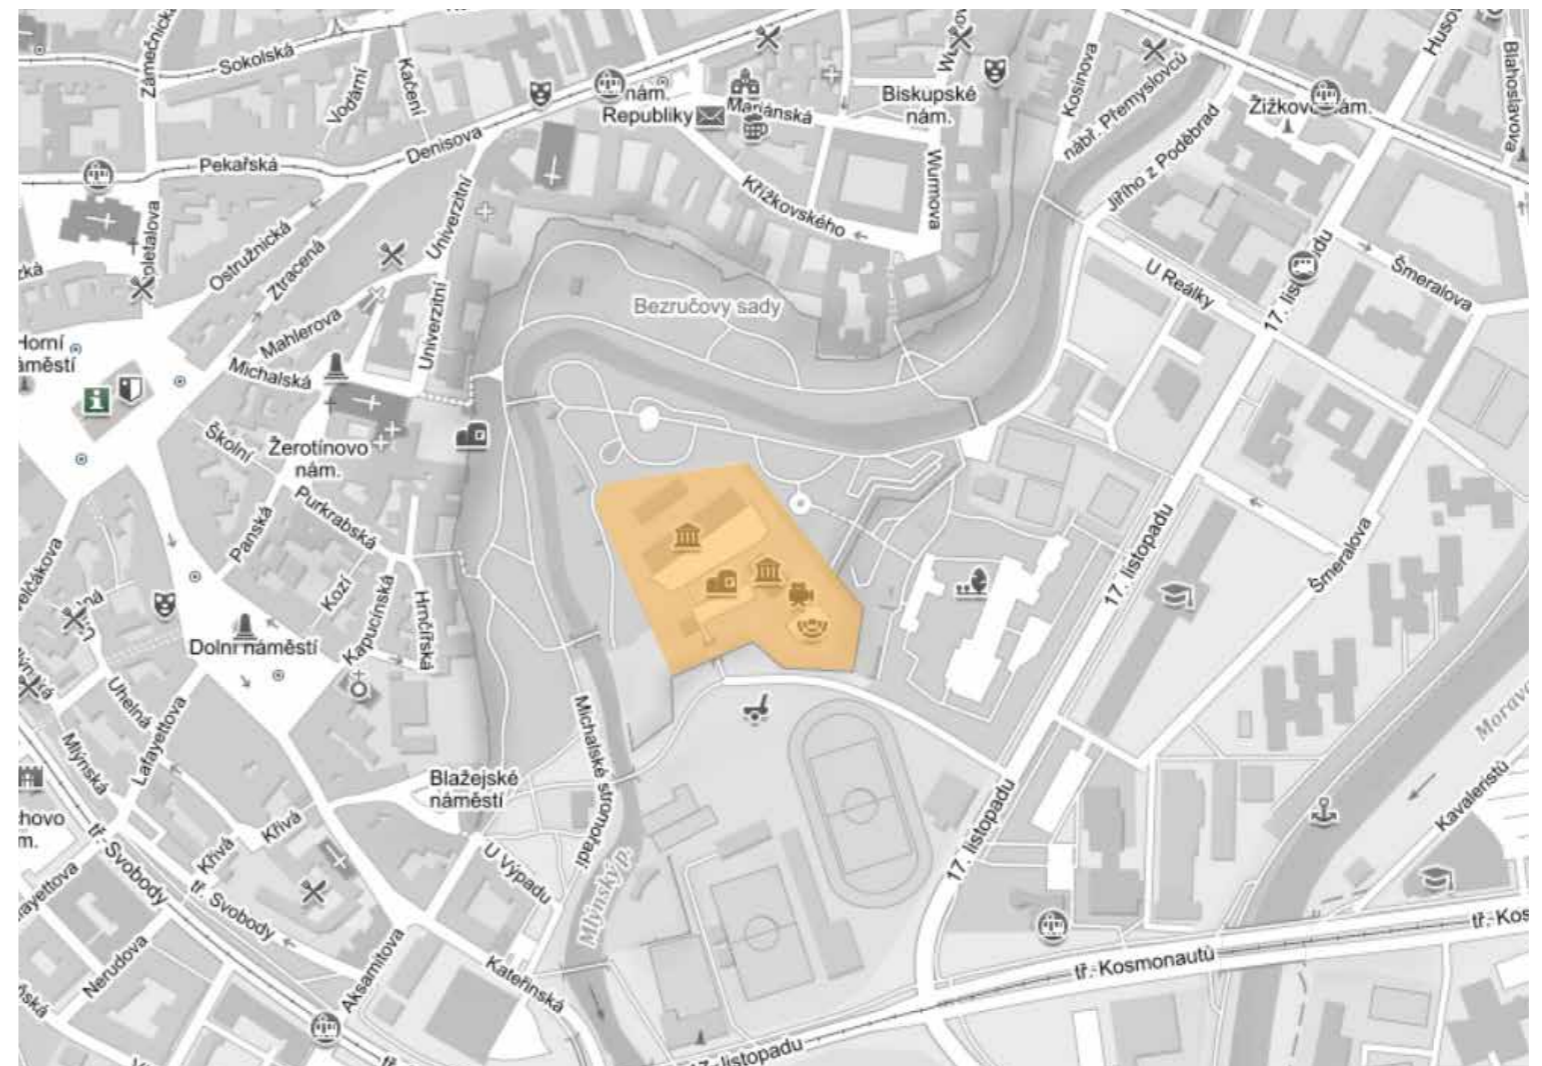 Sokolská
Zámečnická
Vodární
Kačení
nám.
Republiky
Mariánská
Biskupské
nám.
Kosinova
nábř. Přemyslovců
Žižkovo nám.
Blahoslavova
Denisova
Pekařská
Jiřího z Poděbrad
Křížkovského
Wurmova
Univerzitní
Ostružnická
Ztracená
U Reálky
17. listopadu
Šmeralova
Bezručovy sady
Mahlerova
Univerzitní
Horní
Michalská
Školní
Žerotínovo
nám.
Purkrabská
Panská
Kozí
Kapucínská
Hrnčířská
17. listopadu
Šmeralova
Dolní náměstí
Uhelná
Lafayettova
Mlýnská
Michalské stromořadí
Blažejské
náměstí
Kavaleristů
17. listopadu
chovo
m.
Křivá
Křivá
tř. Svobody
tř. Svobody
U Výpadu
Mlýnský p.
Nerudova
Aksamitova
Kateřinská
tř. Kosmonautů
tř. Kos
listopadu